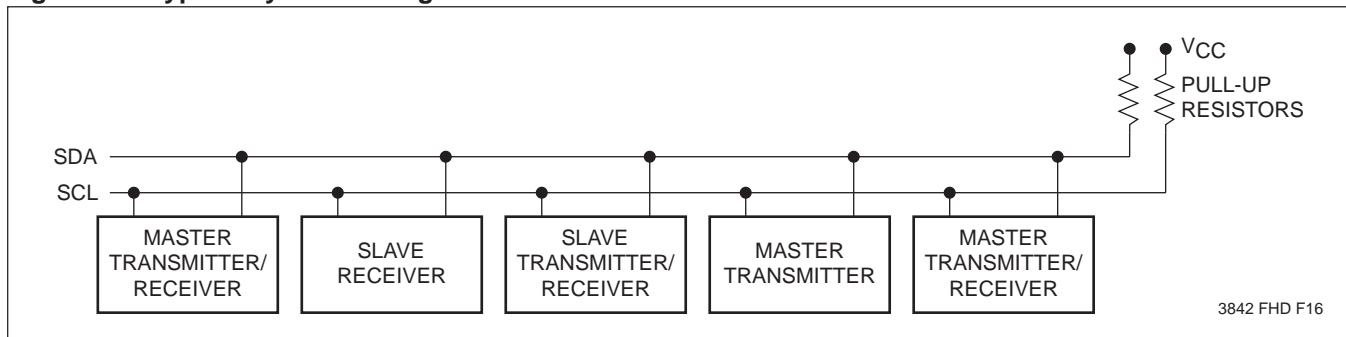 VCC
PULL-UP
RESISTORS
SDA
SCL
MASTER
TRANSMITTER/
RECEIVER
SLAVE
RECEIVER
SLAVE
TRANSMITTER/
RECEIVER
MASTER
TRANSMITTER
MASTER
TRANSMITTER/
RECEIVER
3842 FHD F16